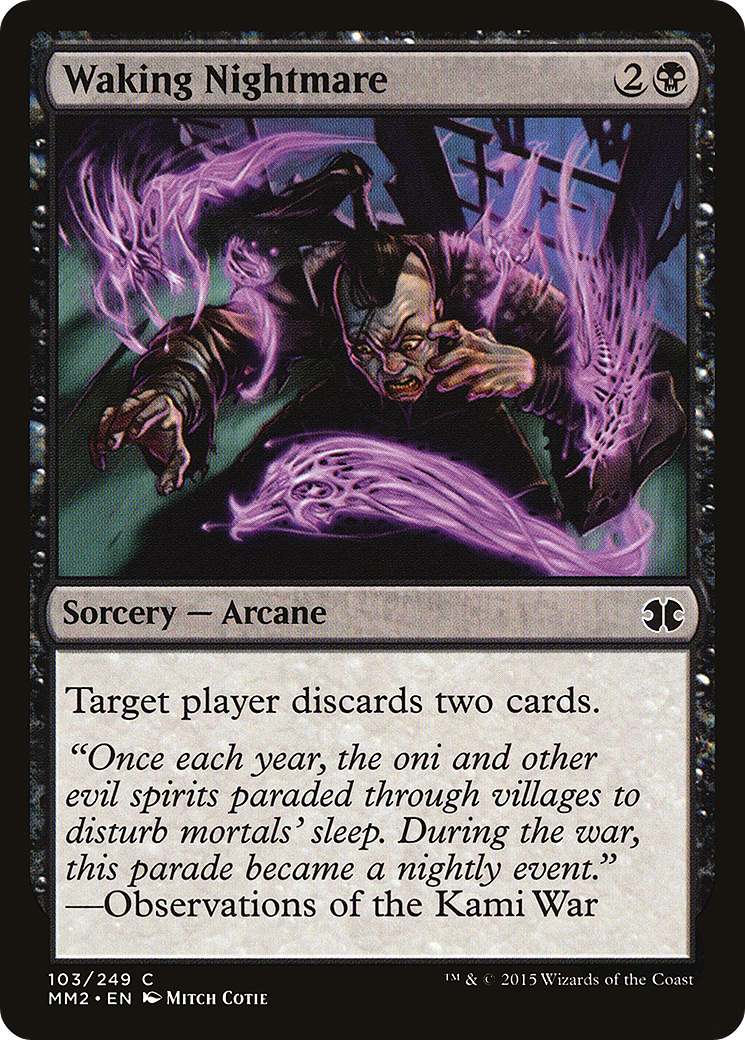 Waking Nightmare 2
Sorcery — Arcane
Target player discards two cards.
“Once each year, the oni and other
evil spirits paraded through villages to
disturb mortals’ sleep. During the war,
this parade became a nightly event.”
—Observations of the Kami War
103/249 C
MM2 • EN Mitch Cotie
™ & © 2015 Wizards of the Coast